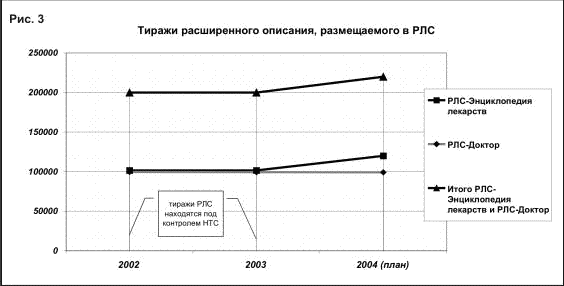 Рис. 3
Тиражи расширенного описания, размещаемого в РЛС
250000
200000
150000
100000
50000
0
2002
2003
2004 (план)
тиражи РЛС
находятся под
контролем НТС
РЛС-Энциклопедия
лекарств
РЛС-Доктор
Итого РЛС-
Энциклопедия
лекарств и РЛС-Доктор